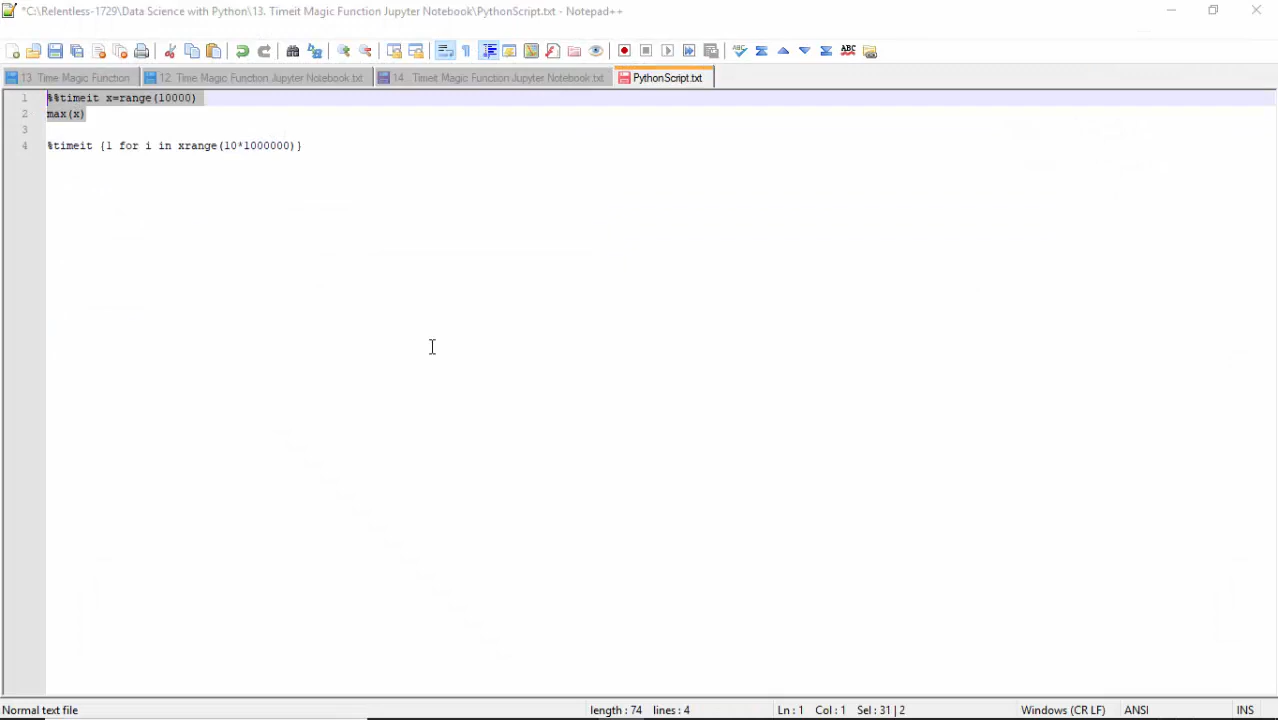 *C:\Relentless-1729\Data Science with Python\13. Timeit Magic Function Jupyter Notebook\PythonScript.txt - Notepad++
13 Time Magic Function
12 Time Magic Function Jupyter Notebook
14 Timeit Magic Function Jupyter Notebook.txt
PythonScript.txt
1 %%timeit x=range(10000)
2 max(x)
3
4 %timeit {1 for i in xrange(10*1000000)}
Normal text file
length : 74 lines : 4
Ln : 1 Col : 1 Sel : 31 | 2
Windows (CR LF)
ANSI
INS